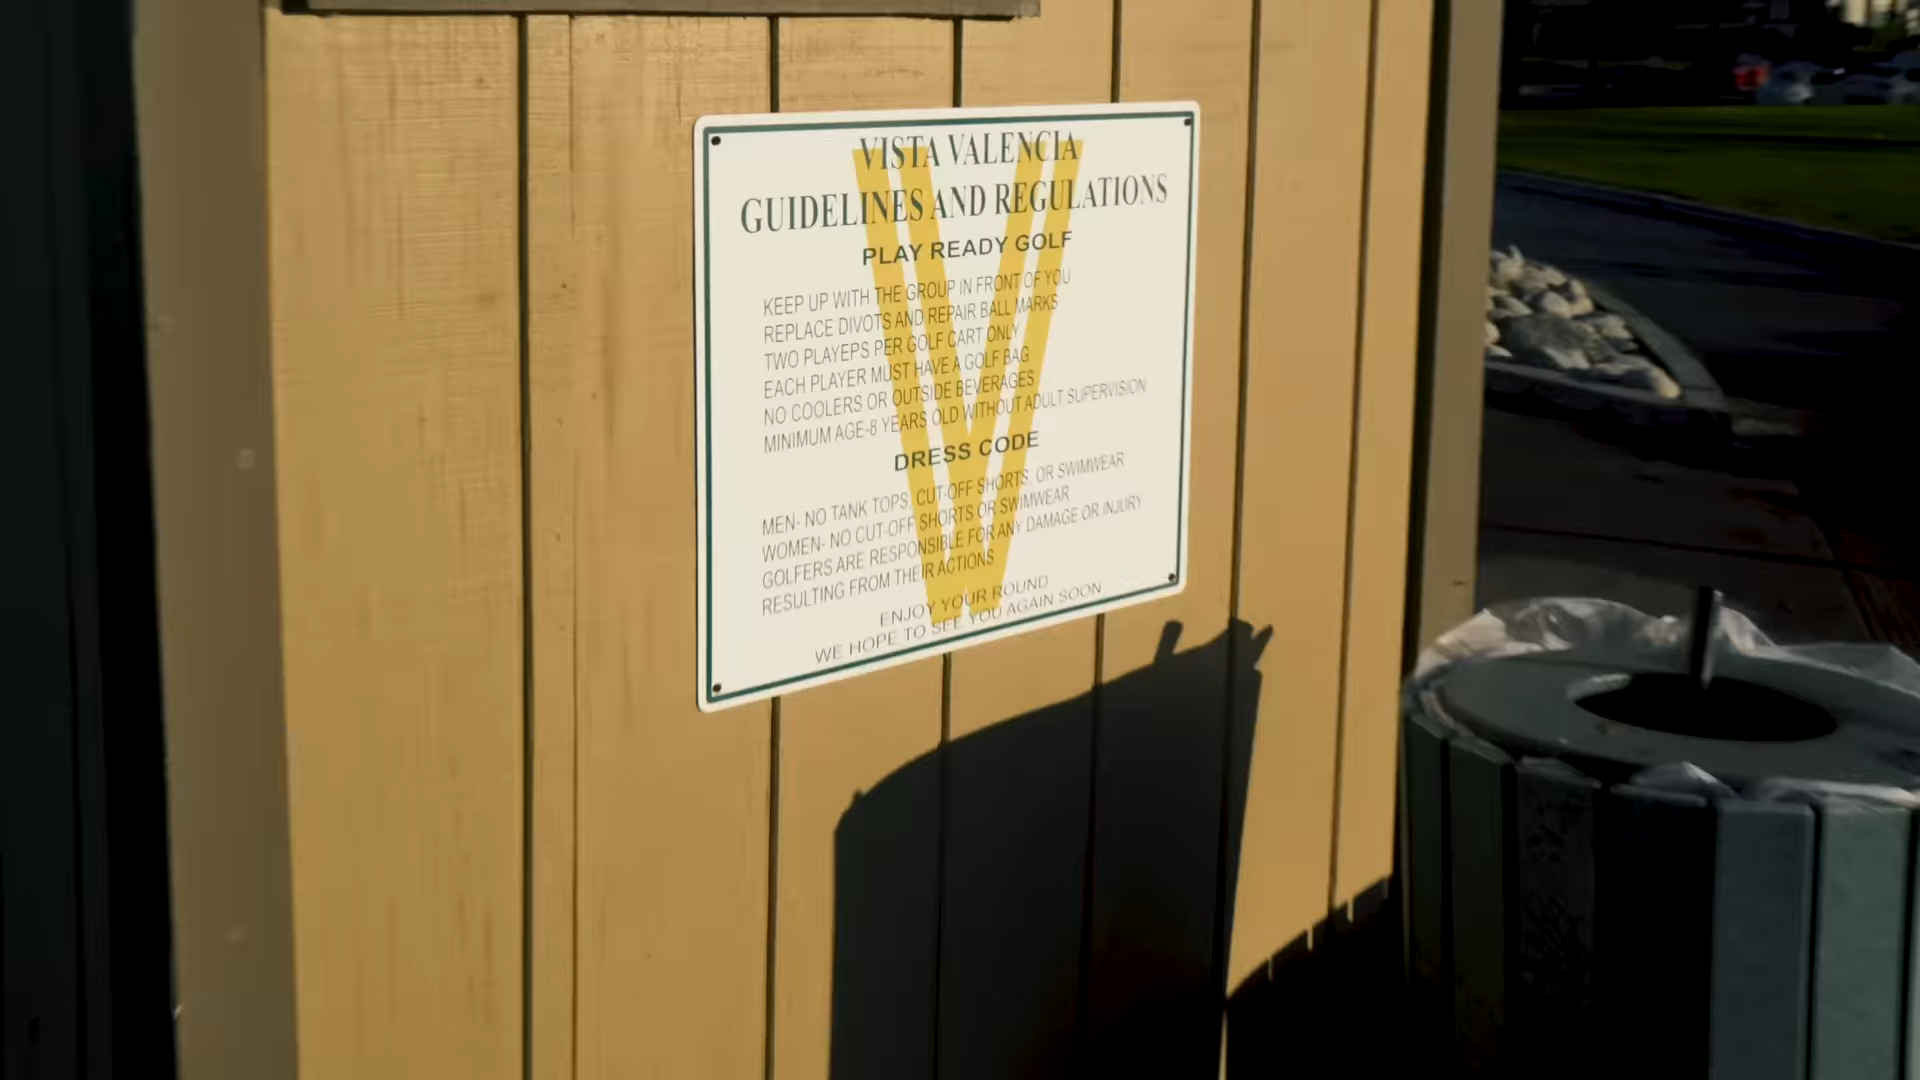 VISTA VALENCIA
GUIDELINES AND REGULATIONS
PLAY READY GOLF
KEEP UP WITH THE GROUP IN FRONT OF YOU
REPLACE DIVOTS AND REPAIR BALL MARKS
TWO PLAYEPS PER GOLF CART ONLY
EACH PLAYER MUST HAVE A GOLF BAG
NO COOLERS OR OUTSIDE BEVERAGES
MINIMUM AGE-8 YEARS OLD WITHOUT ADULT SUPERVISION
DRESS CODE
MEN- NO TANK TOPS, CUT-OFF SHORTS, OR SWIMWEAR
WOMEN- NO CUT-OFF SHORTS OR SWIMWEAR
GOLFERS ARE RESPONSIBLE FOR ANY DAMAGE OR INJURY
RESULTING FROM THEIR ACTIONS
ENJOY YOUR ROUND
WE HOPE TO SEE YOU AGAIN SOON